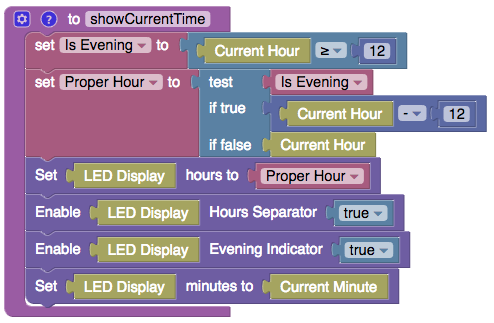 ? to showCurrentTime
set Is Evening to Current Hour ≥ 12
set Proper Hour to test Is Evening
if true Current Hour - 12
if false Current Hour
Set LED Display hours to Proper Hour
Enable LED Display Hours Separator true
Enable LED Display Evening Indicator true
Set LED Display minutes to Current Minute